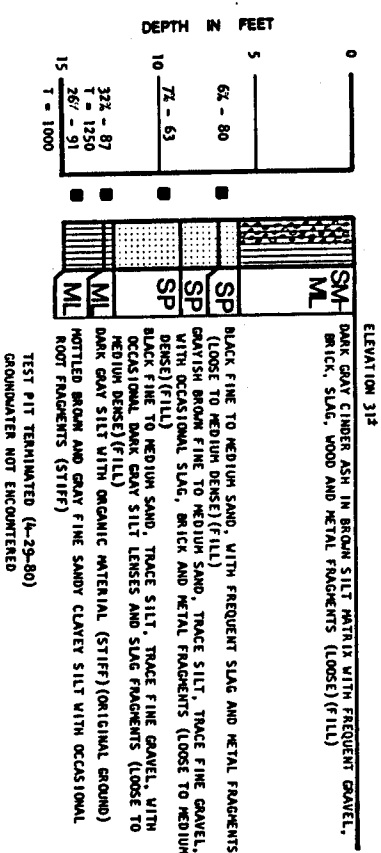 ELEVATION 31±
DEPTH IN FEET
0
5
10
15
6% - 80
7% - 63
32% - 87
T = 1250
26% - 91
T = 1000
SM-
ML
SP
SP
SP
ML
ML
DARK GRAY CINDER ASH IN BROWN SILT MATRIX WITH FREQUENT GRAVEL,
BRICK, SLAG, WOOD AND METAL FRAGMENTS (LOOSE)(FILL)
BLACK FINE TO MEDIUM SAND, WITH FREQUENT SLAG AND METAL FRAGMENTS
(LOOSE TO MEDIUM DENSE)(FILL)
GRAYISH BROWN FINE TO MEDIUM SAND, TRACE SILT, TRACE FINE GRAVEL,
WITH OCCASIONAL SLAG, BRICK AND METAL FRAGMENTS (LOOSE TO MEDIUM
DENSE)(FILL)
BLACK FINE TO MEDIUM SAND, TRACE SILT, TRACE FINE GRAVEL, WITH
OCCASIONAL DARK GRAY SILT LENSES AND SLAG FRAGMENTS (LOOSE TO
MEDIUM DENSE)(FILL)
DARK GRAY SILT WITH ORGANIC MATERIAL (STIFF)(ORIGINAL GROUND)
MOTTLED BROWN AND GRAY FINE SANDY CLAYEY SILT WITH OCCASIONAL
ROOT FRAGMENTS (STIFF)
TEST PIT TERMINATED (4-29-80)
GROUNDWATER NOT ENCOUNTERED